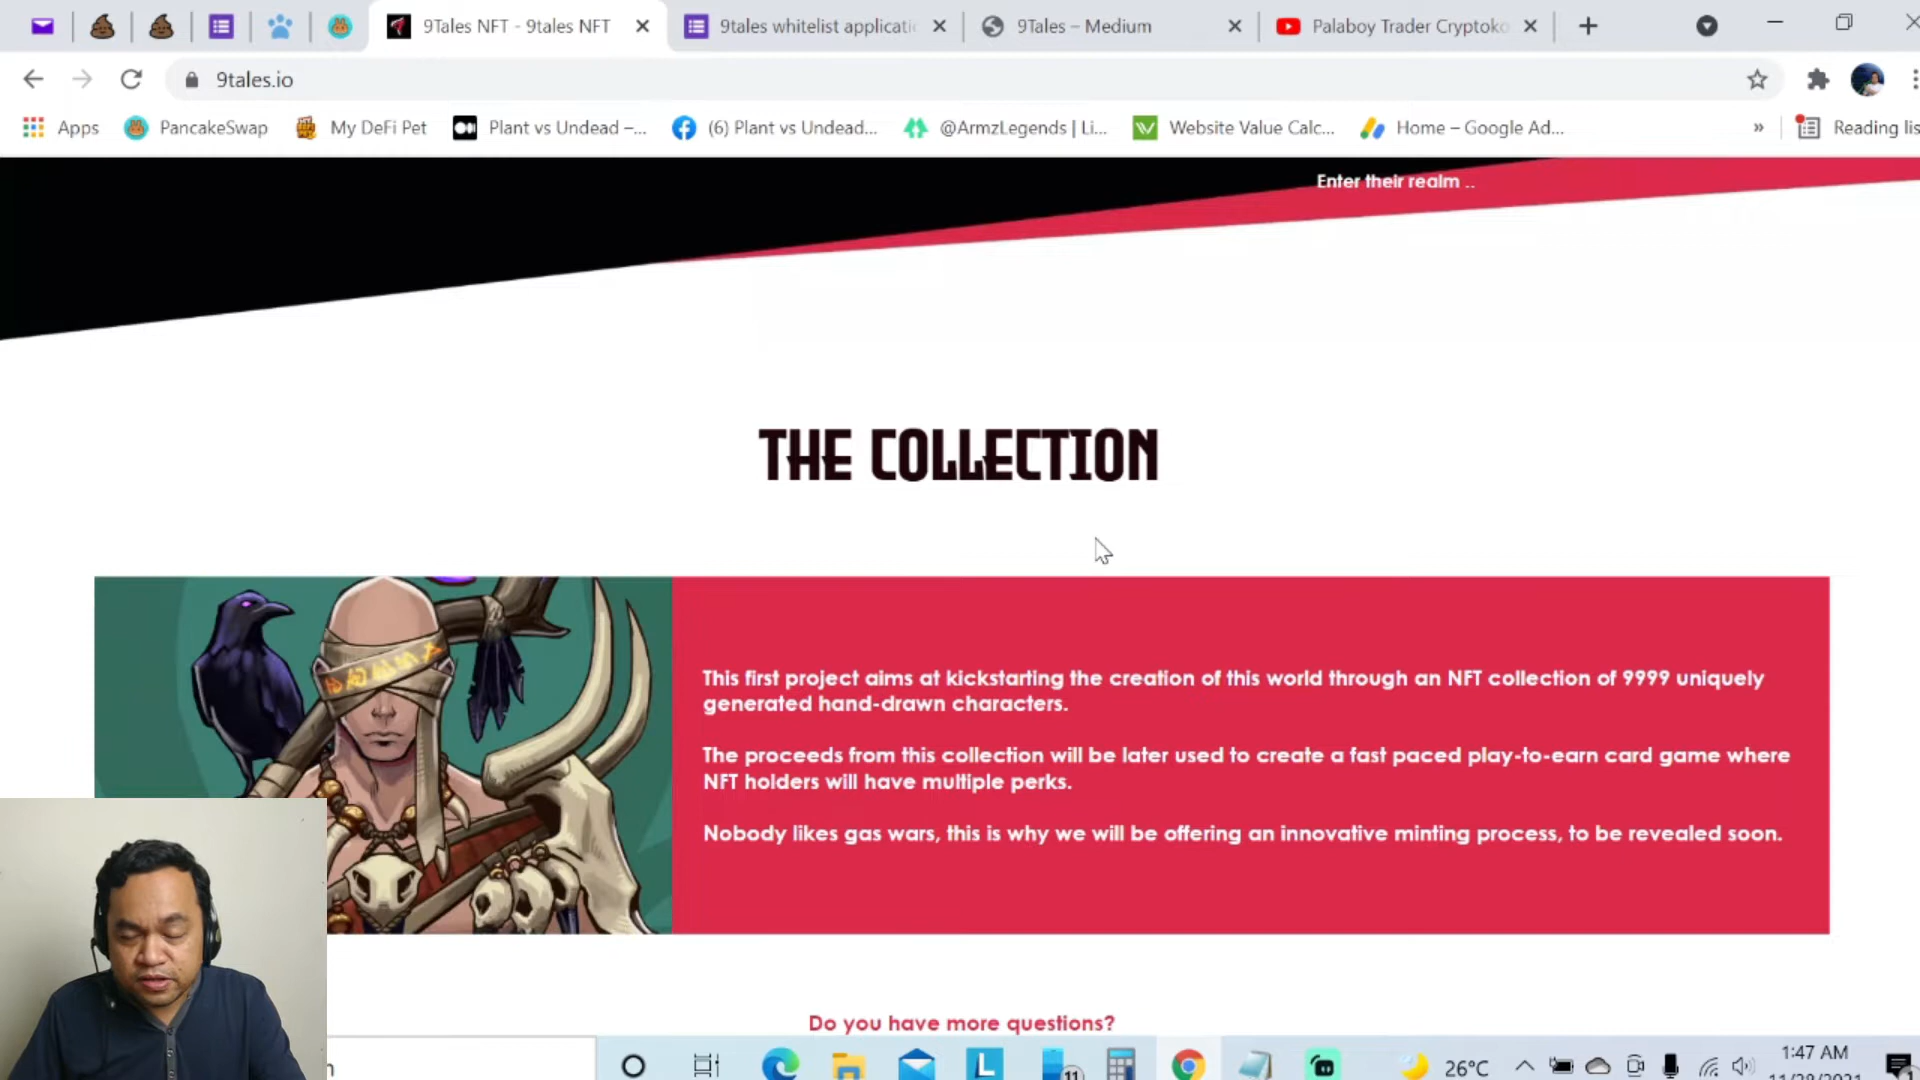 9Tales NFT - 9tales NFT
9tales whitelist applicati
9Tales – Medium
Palaboy Trader Cryptoko
9tales.io
Apps
PancakeSwap
My DeFi Pet
Plant vs Undead –...
(6) Plant vs Undead...
@ArmzLegends | Li...
Website Value Calc...
Home – Google Ad...
»
Reading lis
Enter their realm ..
THE COLLECTION
This first project aims at kickstarting the creation of this world through an NFT collection of 9999 uniquely
generated hand-drawn characters.
The proceeds from this collection will be later used to create a fast paced play-to-earn card game where
NFT holders will have multiple perks.
Nobody likes gas wars, this is why we will be offering an innovative minting process, to be revealed soon.
Do you have more questions?
L
11
26°C
1:47 AM